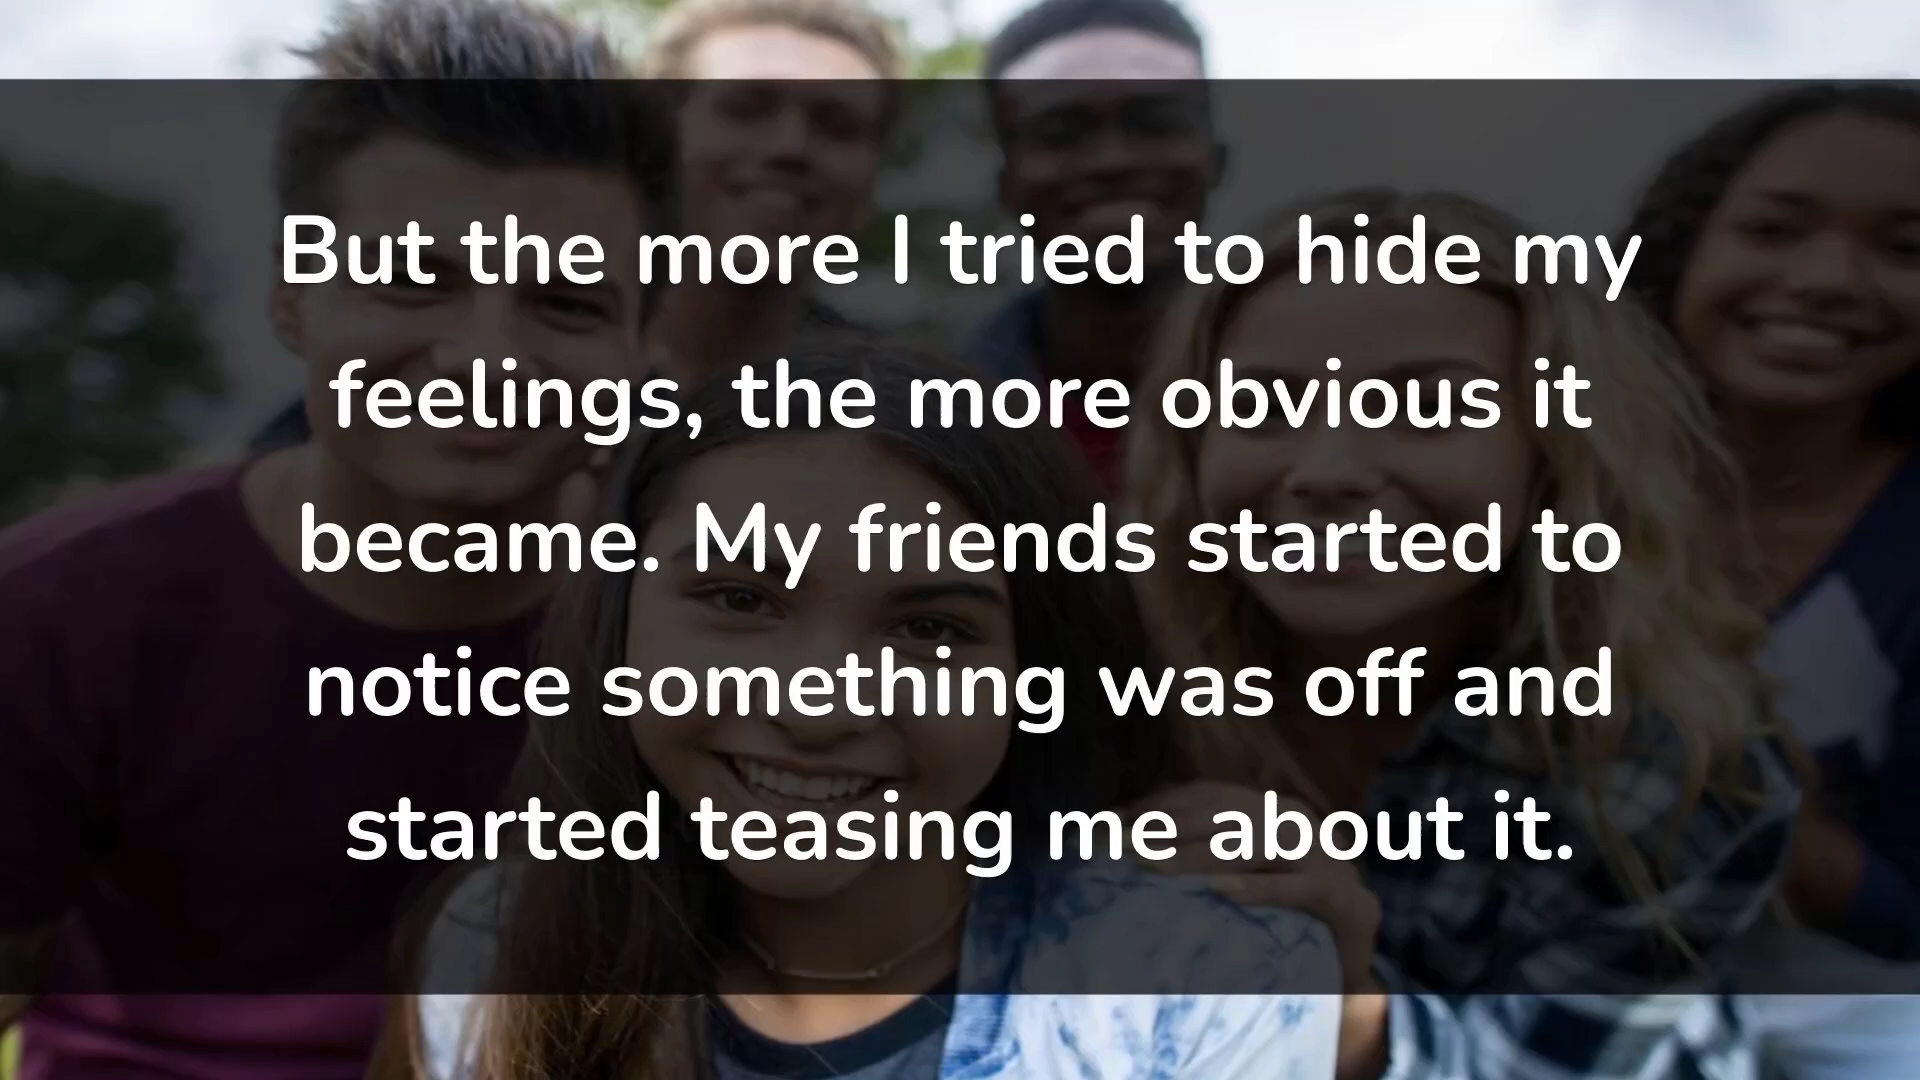 But the more I tried to hide my
feelings, the more obvious it
became. My friends started to
notice something was off and
started teasing me about it.